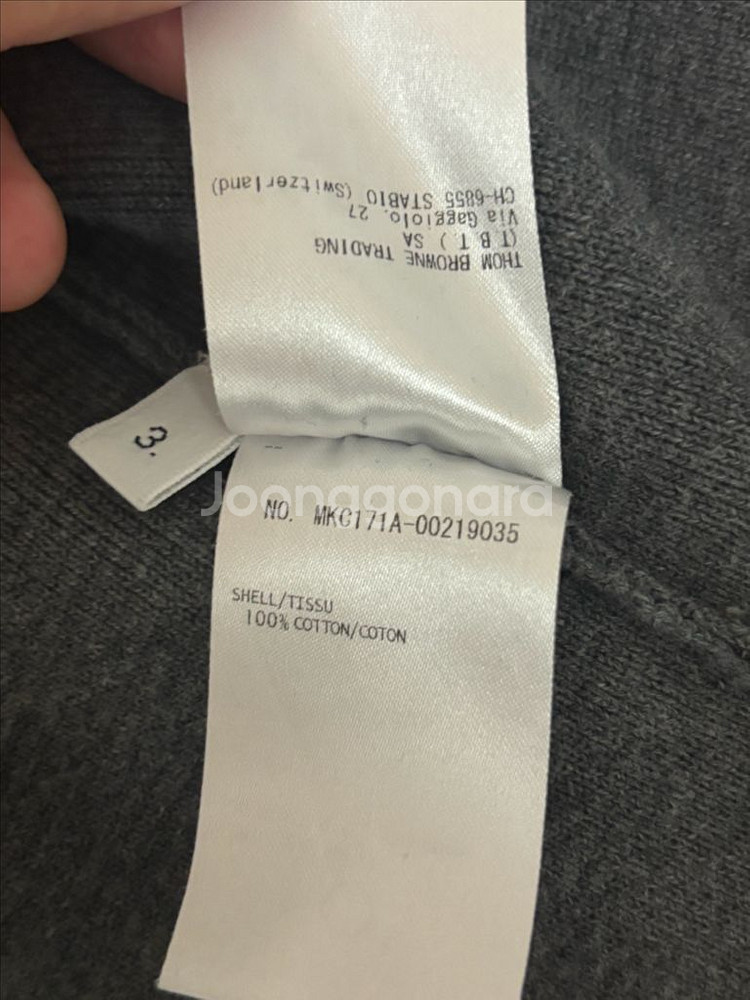 THOM BROWNE TRADING
(T B T ) SA
Via Gaggiolo. 27
CH-6855 STABIO (Switzerland)
3.
Joonggonara
NO. MKC171A-00219035
SHELL/TISSU
100% COTTON/COTON